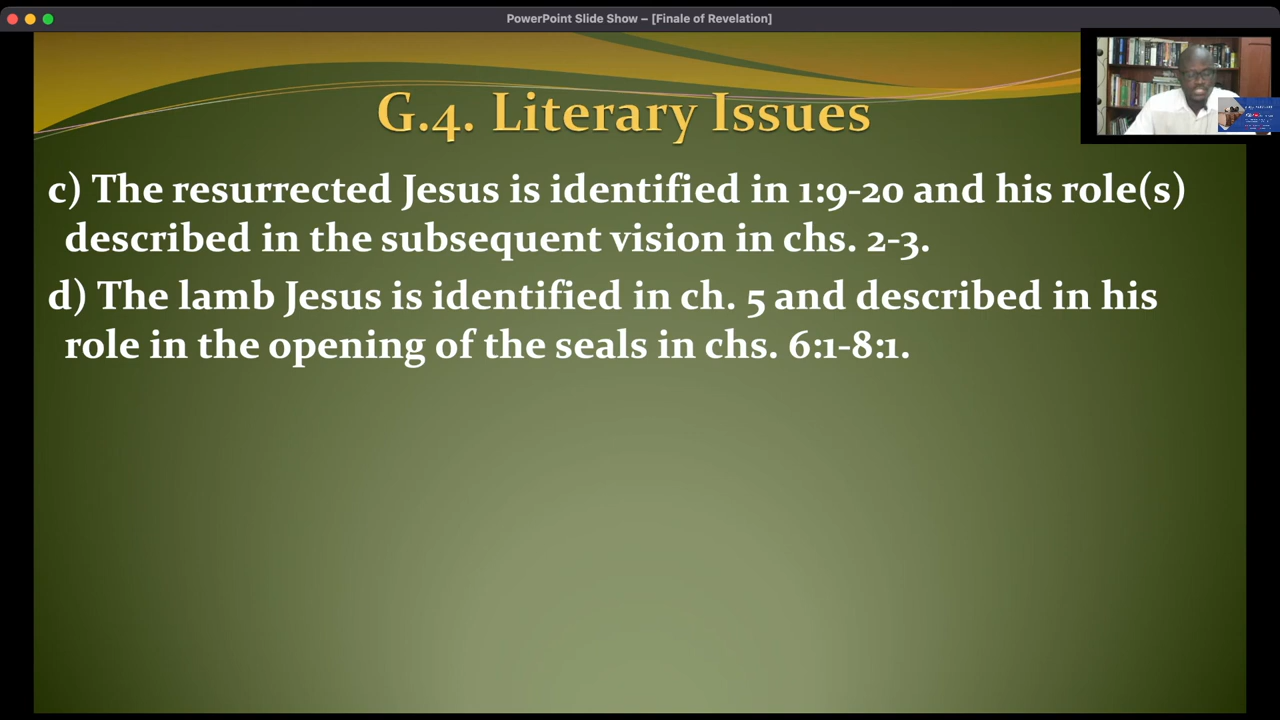 PowerPoint Slide Show – [Finale of Revelation]
G.4. Literary Issues
c) The resurrected Jesus is identified in 1:9-20 and his role(s)
described in the subsequent vision in chs. 2-3.
d) The lamb Jesus is identified in ch. 5 and described in his
role in the opening of the seals in chs. 6:1-8:1.